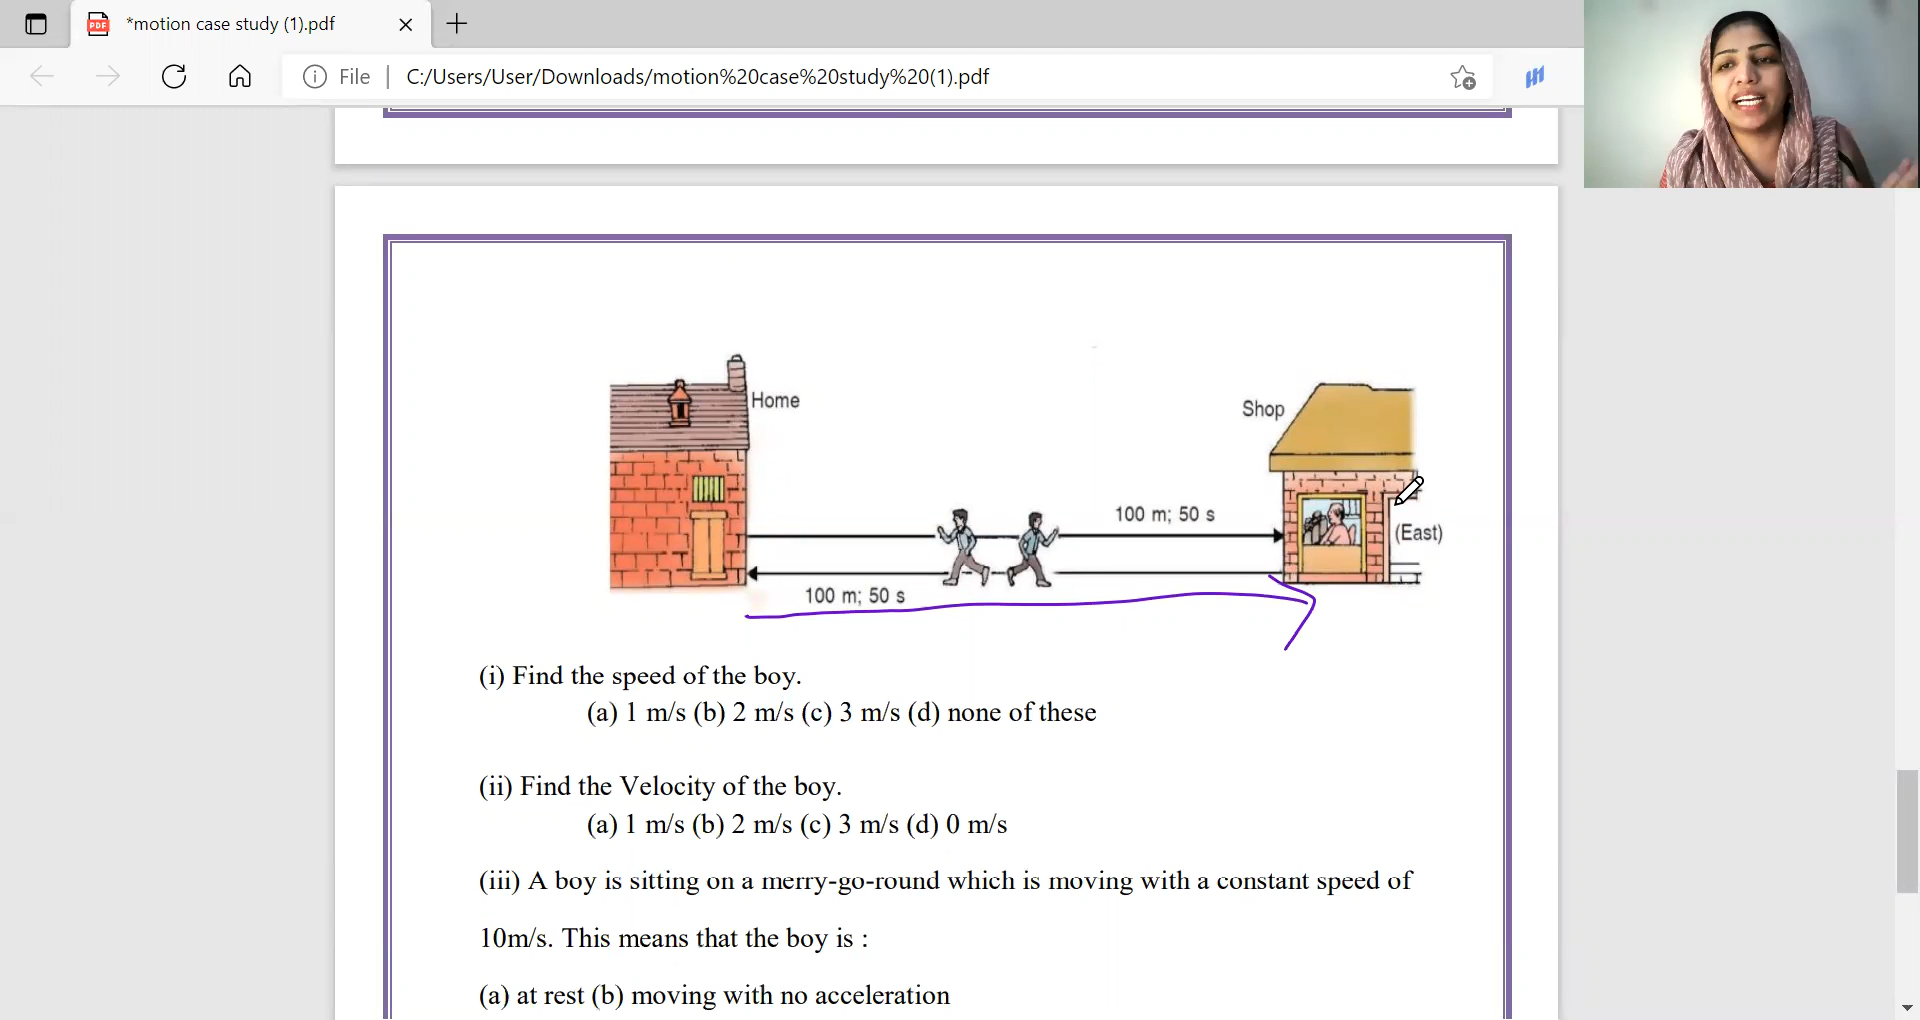 *motion case study (1).pdf
PDF
File
C:/Users/User/Downloads/motion%20case%20study%20(1).pdf
Home
Shop
100 m; 50 s
(East)
100 m; 50 s
(i) Find the speed of the boy.
(a) 1 m/s (b) 2 m/s (c) 3 m/s (d) none of these
(ii) Find the Velocity of the boy.
(a) 1 m/s (b) 2 m/s (c) 3 m/s (d) 0 m/s
(iii) A boy is sitting on a merry-go-round which is moving with a constant speed of
10m/s. This means that the boy is :
(a) at rest (b) moving with no acceleration